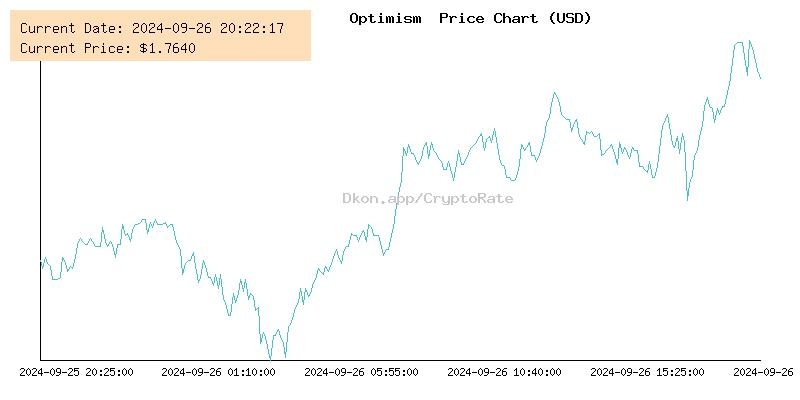 Optimism  Price Chart (USD)
Current Date: 2024-09-26 20:22:17
Current Price: $1.7640
Dkon.app/CryptoRate
2024-09-25 20:25:00 2024-09-26 01:10:00 2024-09-26 05:55:00 2024-09-26 10:40:00 2024-09-26 15:25:00 2024-09-26